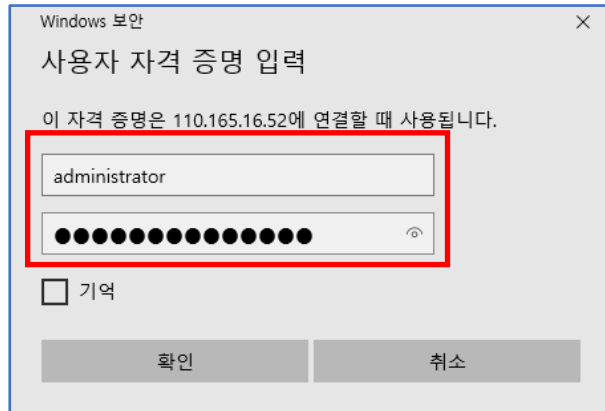 Windows 보안
사용자 자격 증명 입력
이 자격 증명은 110.165.16.52에 연결할 때 사용됩니다.
administrator
●●●●●●●●●●●●●●
기억
확인
취소